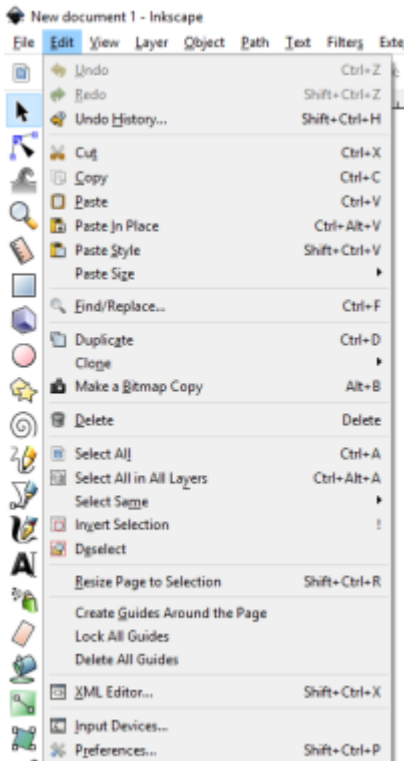 New document 1 - Inkscape
File Edit View Layer Object Path Text Filters Exte
Undo Ctrl+Z
Redo Shift+Ctrl+Z
Undo History... Shift+Ctrl+H
Cut Ctrl+X
Copy Ctrl+C
Paste Ctrl+V
Paste In Place Ctrl+Alt+V
Paste Style Shift+Ctrl+V
Paste Size
Find/Replace... Ctrl+F
Duplicate Ctrl+D
Clone
Make a Bitmap Copy Alt+B
Delete Delete
Select All Ctrl+A
Select All in All Layers Ctrl+Alt+A
Select Same
Invert Selection !
Deselect
Resize Page to Selection Shift+Ctrl+R
Create Guides Around the Page
Lock All Guides
Delete All Guides
XML Editor... Shift+Ctrl+X
Input Devices...
Preferences... Shift+Ctrl+P